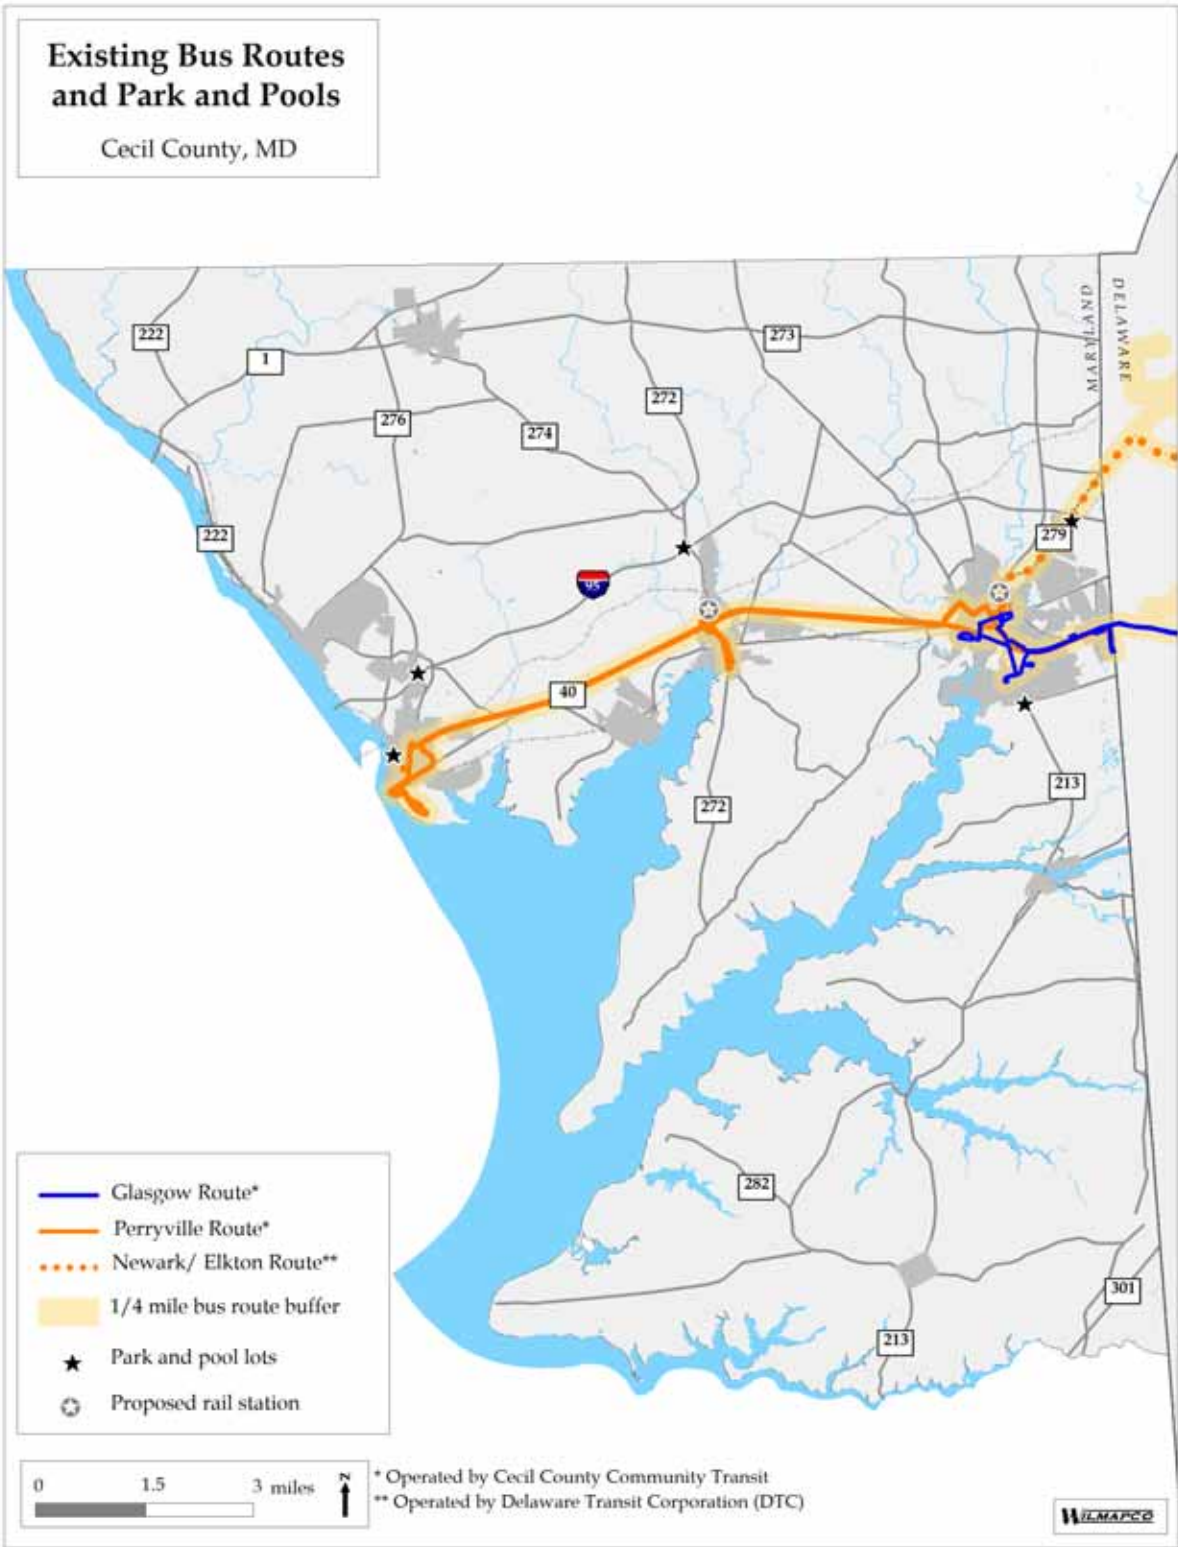 Existing Bus Routes
and Park and Pools
Cecil County, MD
222
1
273
MARYLAND
DELAWARE
276
272
274
222
279
95
40
213
272
282
301
213
Glasgow Route*
Perryville Route*
Newark/ Elkton Route**
1/4 mile bus route buffer
Park and pool lots
Proposed rail station
0 1.5 3 miles
N
* Operated by Cecil County Community Transit
** Operated by Delaware Transit Corporation (DTC)
WILMAPCO